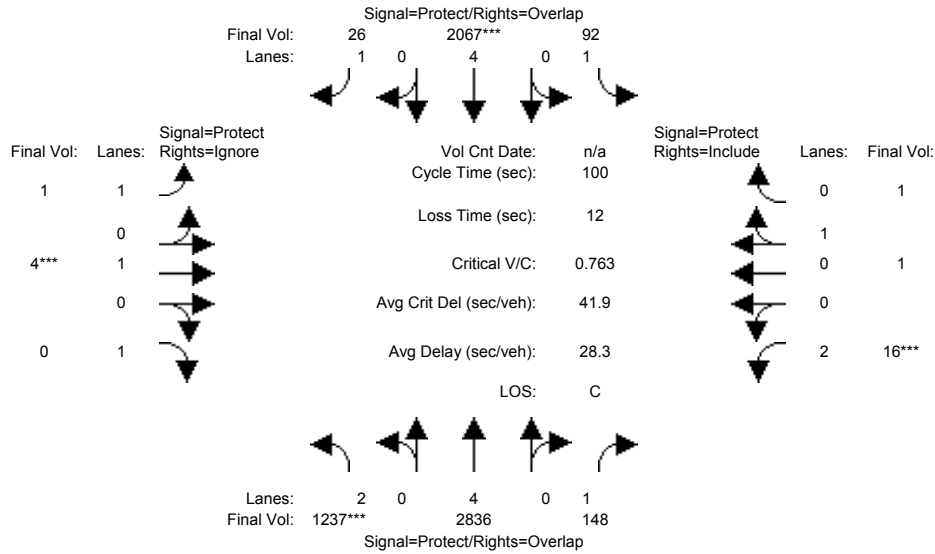 Signal=Protect/Rights=Overlap
Final Vol: 26 2067*** 92
Lanes: 1 0 4 0 1
Signal=Protect Signal=Protect
Final Vol: Lanes: Rights=Ignore Vol Cnt Date: n/a Rights=Include Lanes: Final Vol:
Cycle Time (sec): 100
1 1 0 1
Loss Time (sec): 12
0 1
4*** 1 Critical V/C: 0.763 0 1
0 Avg Crit Del (sec/veh): 41.9 0
0 1 Avg Delay (sec/veh): 28.3 2 16***
LOS: C
Lanes: 2 0 4 0 1
Final Vol: 1237*** 2836 148
Signal=Protect/Rights=Overlap